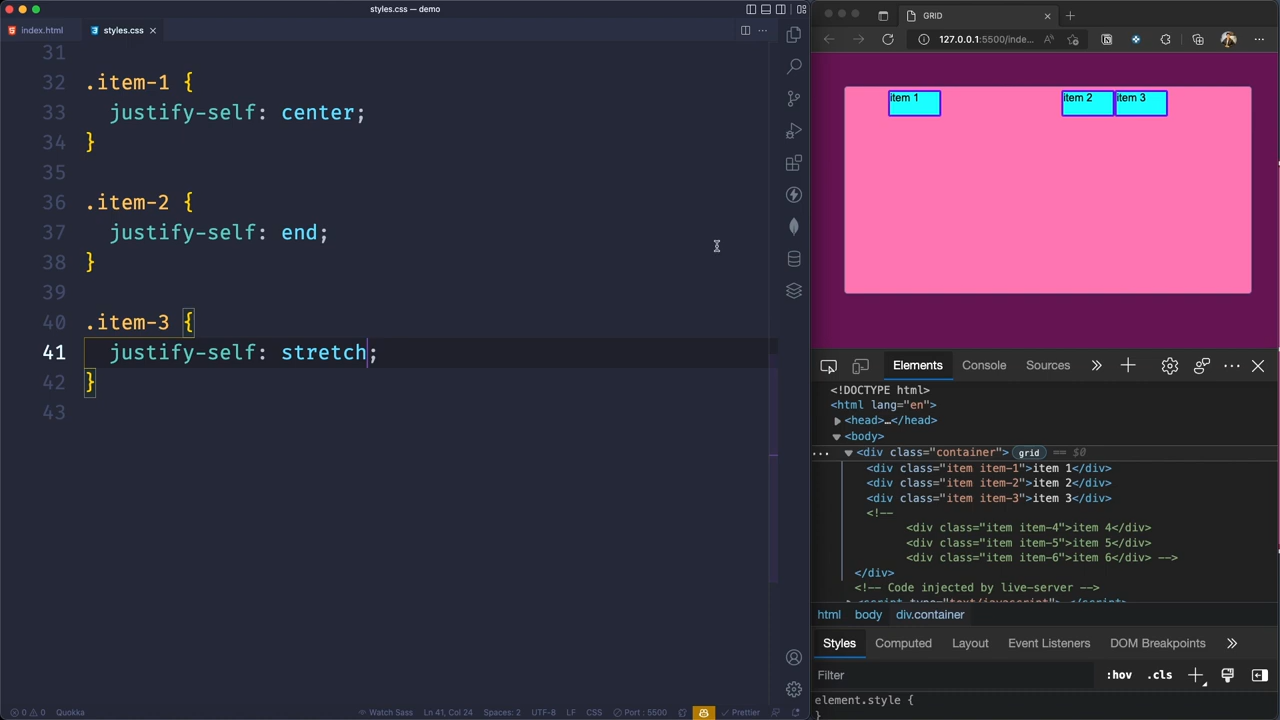 styles.css — demo
index.html
styles.css
31
32 .item-1 {
33 justify-self: center;
34 }
35
36 .item-2 {
37 justify-self: end;
38 }
39
40 .item-3 {
41 justify-self: stretch;
42 }
43
0 0 Quokka Watch Sass Ln 41, Col 24 Spaces: 2 UTF-8 LF CSS Port : 5500 Prettier
GRID
127.0.0.1:5500/inde...
item 1 item 2 item 3
Elements Console Sources
<!DOCTYPE html>
<html lang="en">
<head>…</head>
<body>
<div class="container"> grid == $0
<div class="item item-1">item 1</div>
<div class="item item-2">item 2</div>
<div class="item item-3">item 3</div>
<!--
<div class="item item-4">item 4</div>
<div class="item item-5">item 5</div>
<div class="item item-6">item 6</div> -->
</div>
<!-- Code injected by live-server -->
html body div.container
Styles Computed Layout Event Listeners DOM Breakpoints
Filter :hov .cls
element.style {